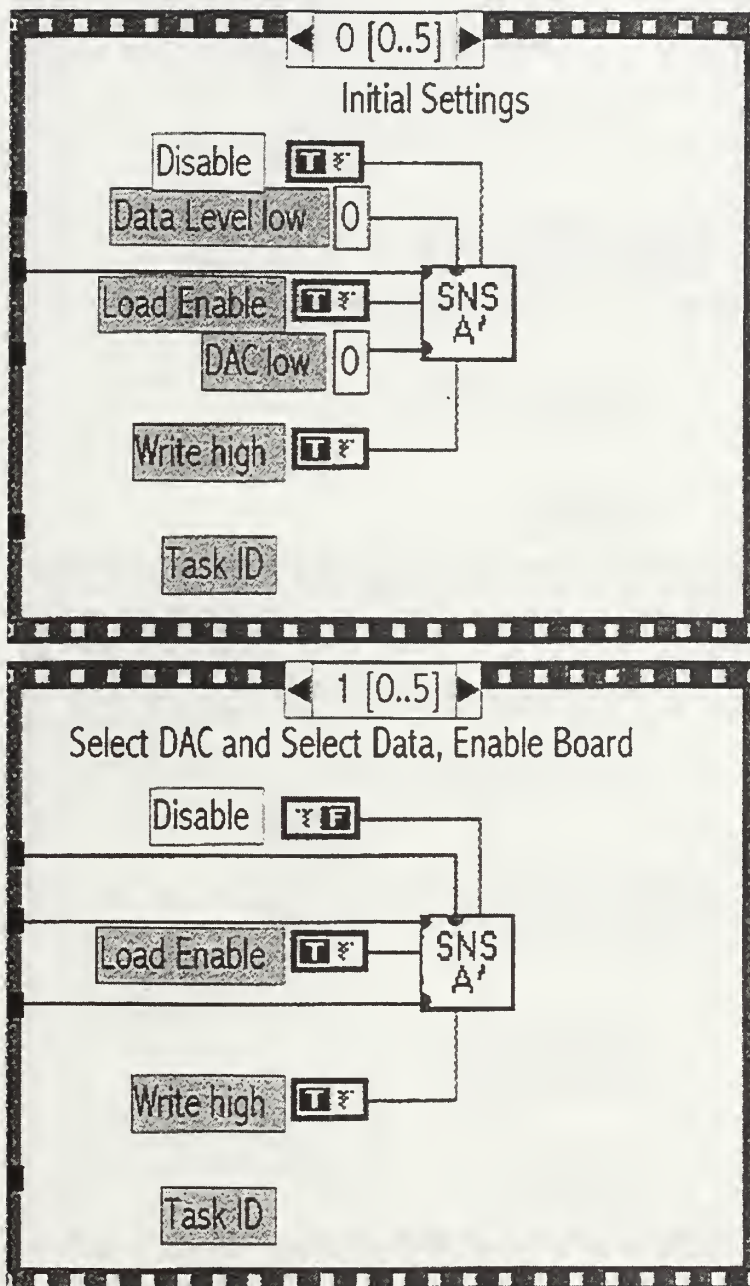 0 [0..5]
Initial Settings
Disable T
Data Level low 0
Load Enable T
SNS
A'
DAC low 0
Write high T
Task ID
1 [0..5]
Select DAC and Select Data, Enable Board
Disable F
Load Enable T
SNS
A'
Write high T
Task ID